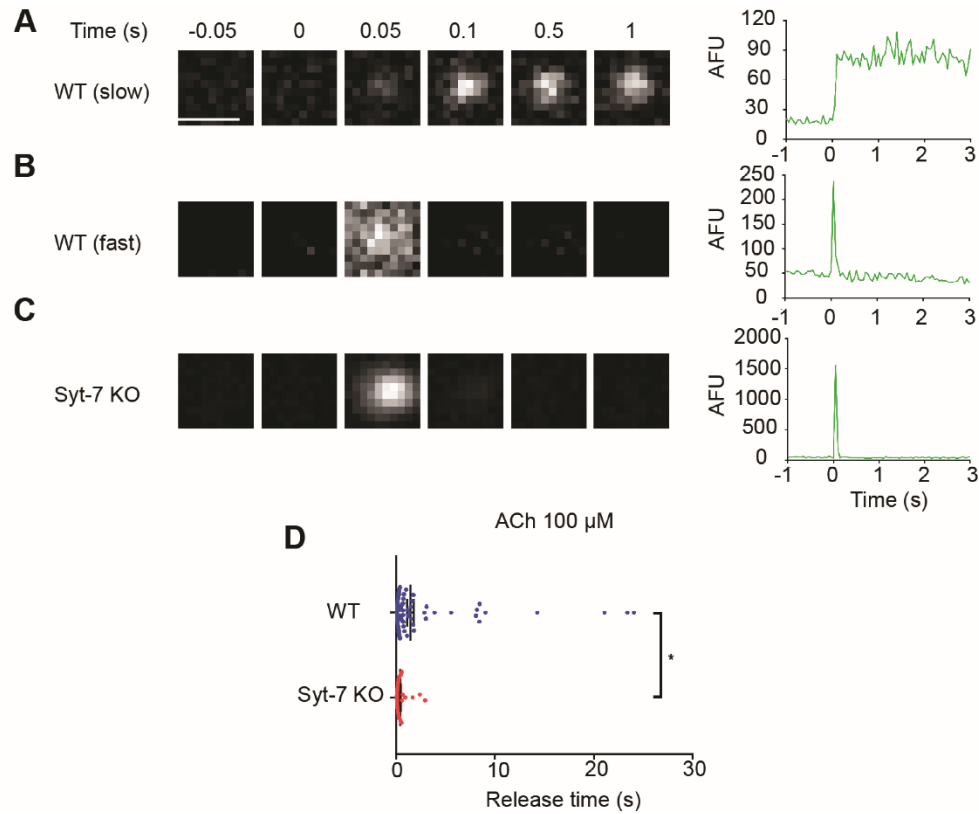 A
Time (s) -0.05 0 0.05 0.1 0.5 1
WT (slow)
AFU
120
90
60
30
0
-1 0 1 2 3
B
WT (fast)
AFU
250
200
150
100
50
0
-1 0 1 2 3
C
Syt-7 KO
AFU
2000
1500
1000
500
0
-1 0 1 2 3
Time (s)
D
ACh 100 µM
WT
Syt-7 KO
*
0 10 20 30
Release time (s)